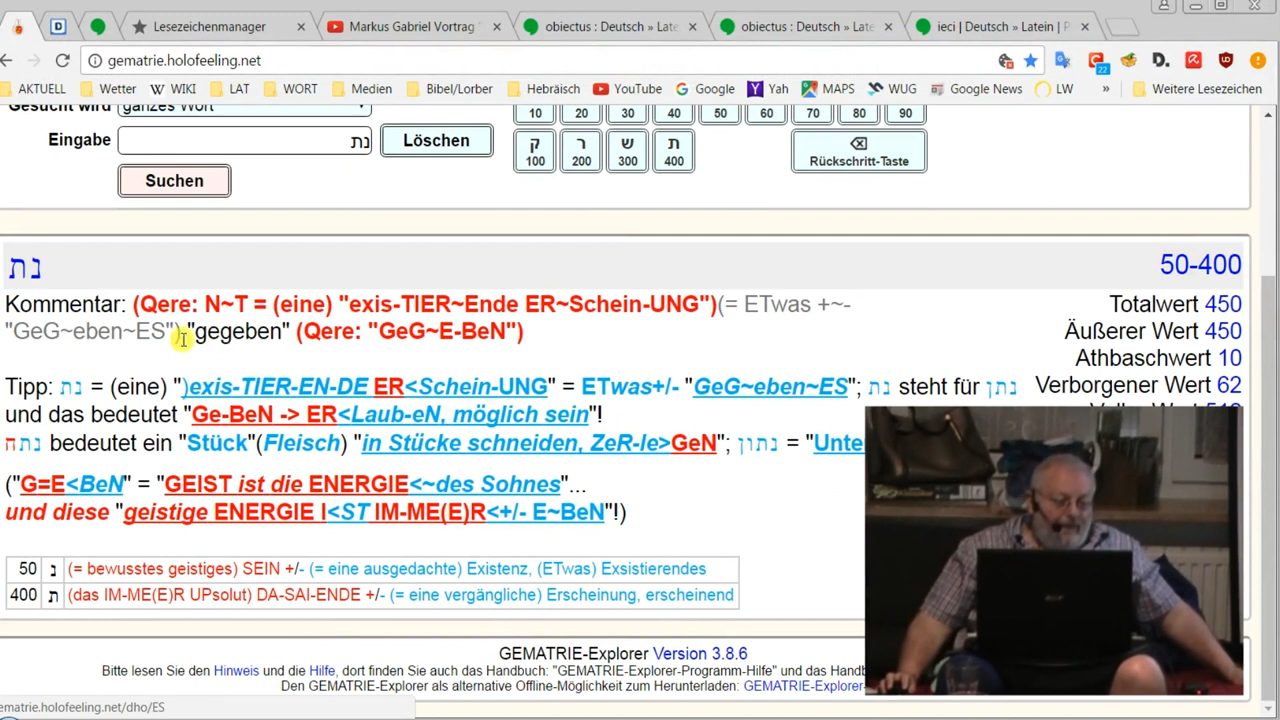 Lesezeichenmanager
Markus Gabriel Vortrag "
obiectus : Deutsch » Late
obiectus : Deutsch » Late
ieci | Deutsch » Latein | P
gematrie.holofeeling.net
22
AKTUELL Wetter WIKI LAT WORT Medien Bibel/Lorber Hebräisch YouTube Google Yah MAPS WUG Google News LW » Weitere Lesezeichen
Gesucht wird ganzes Wort
10 20 30 40 50 60 70 80 90
Eingabe נת Löschen
ק ר ש ת
100 200 300 400 Rückschritt-Taste
Suchen
נת 50-400
Kommentar: (Qere: N~T = (eine) "exis-TIER~Ende ER~Schein-UNG")(= ETwas +~-
"GeG~eben~ES") "gegeben" (Qere: "GeG~E-BeN")
Totalwert 450
Äußerer Wert 450
Athbaschwert 10
Verborgener Wert 62
Tipp: נת = (eine) ")exis-TIER-EN-DE ER<Schein-UNG" = ETwas+/- "GeG~eben~ES"; נת steht für נתן
und das bedeutet "Ge-BeN -> ER<Laub-eN, möglich sein"!
נתח bedeutet ein "Stück"(Fleisch) "in Stücke schneiden, ZeR-le>GeN"; נתון = "Unte
("G=E<BeN" = "GEIST ist die ENERGIE<~des Sohnes"...
und diese "geistige ENERGIE I<ST IM-ME(E)R<+/- E~BeN"!)
50 נ (= bewusstes geistiges) SEIN +/- (= eine ausgedachte) Existenz, (ETwas) Exsistierendes
400 ת (das IM-ME(E)R UPsolut) DA-SAI-ENDE +/- (= eine vergängliche) Erscheinung, erscheinend
GEMATRIE-Explorer Version 3.8.6
Bitte lesen Sie den Hinweis und die Hilfe, dort finden Sie auch das Handbuch: "GEMATRIE-Explorer-Programm-Hilfe" und das Handb
Den GEMATRIE-Explorer als alternative Offline-Möglichkeit zum Herunterladen: GEMATRIE-Explorer-
ematrie.holofeeling.net/dho/ES